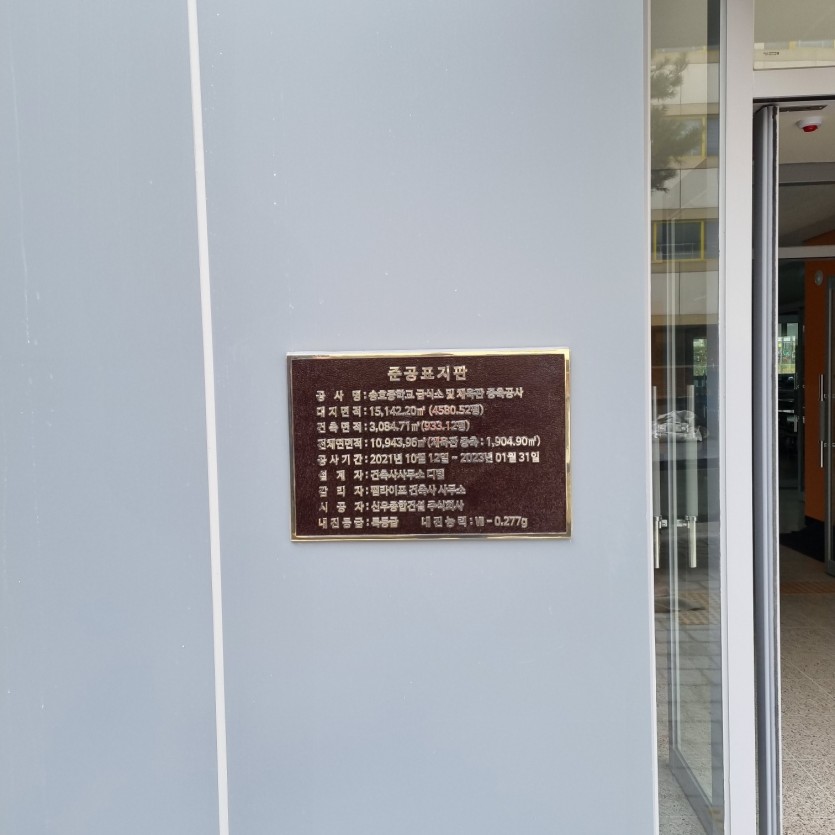 준공표지판
공 사 명 : 송호중학교 급식소 및 체육관 증축공사
대지면적 : 15,142.20㎡ (4580.52평)
건축면적 : 3,084.71㎡ (933.12평)
전체연면적 : 10,943.96㎡ (체육관 증축 : 1,904.90㎡)
공사기간 : 2021년 10월 12일 - 2023년 01월 31일
설 계 자 : 건축사사무소 디텔
감 리 자 : 건축사 사무소
시 공 자 : 신우종합건설 주식회사
내진등급 : 특등급 내진능력 : Ⅶ - 0.277g